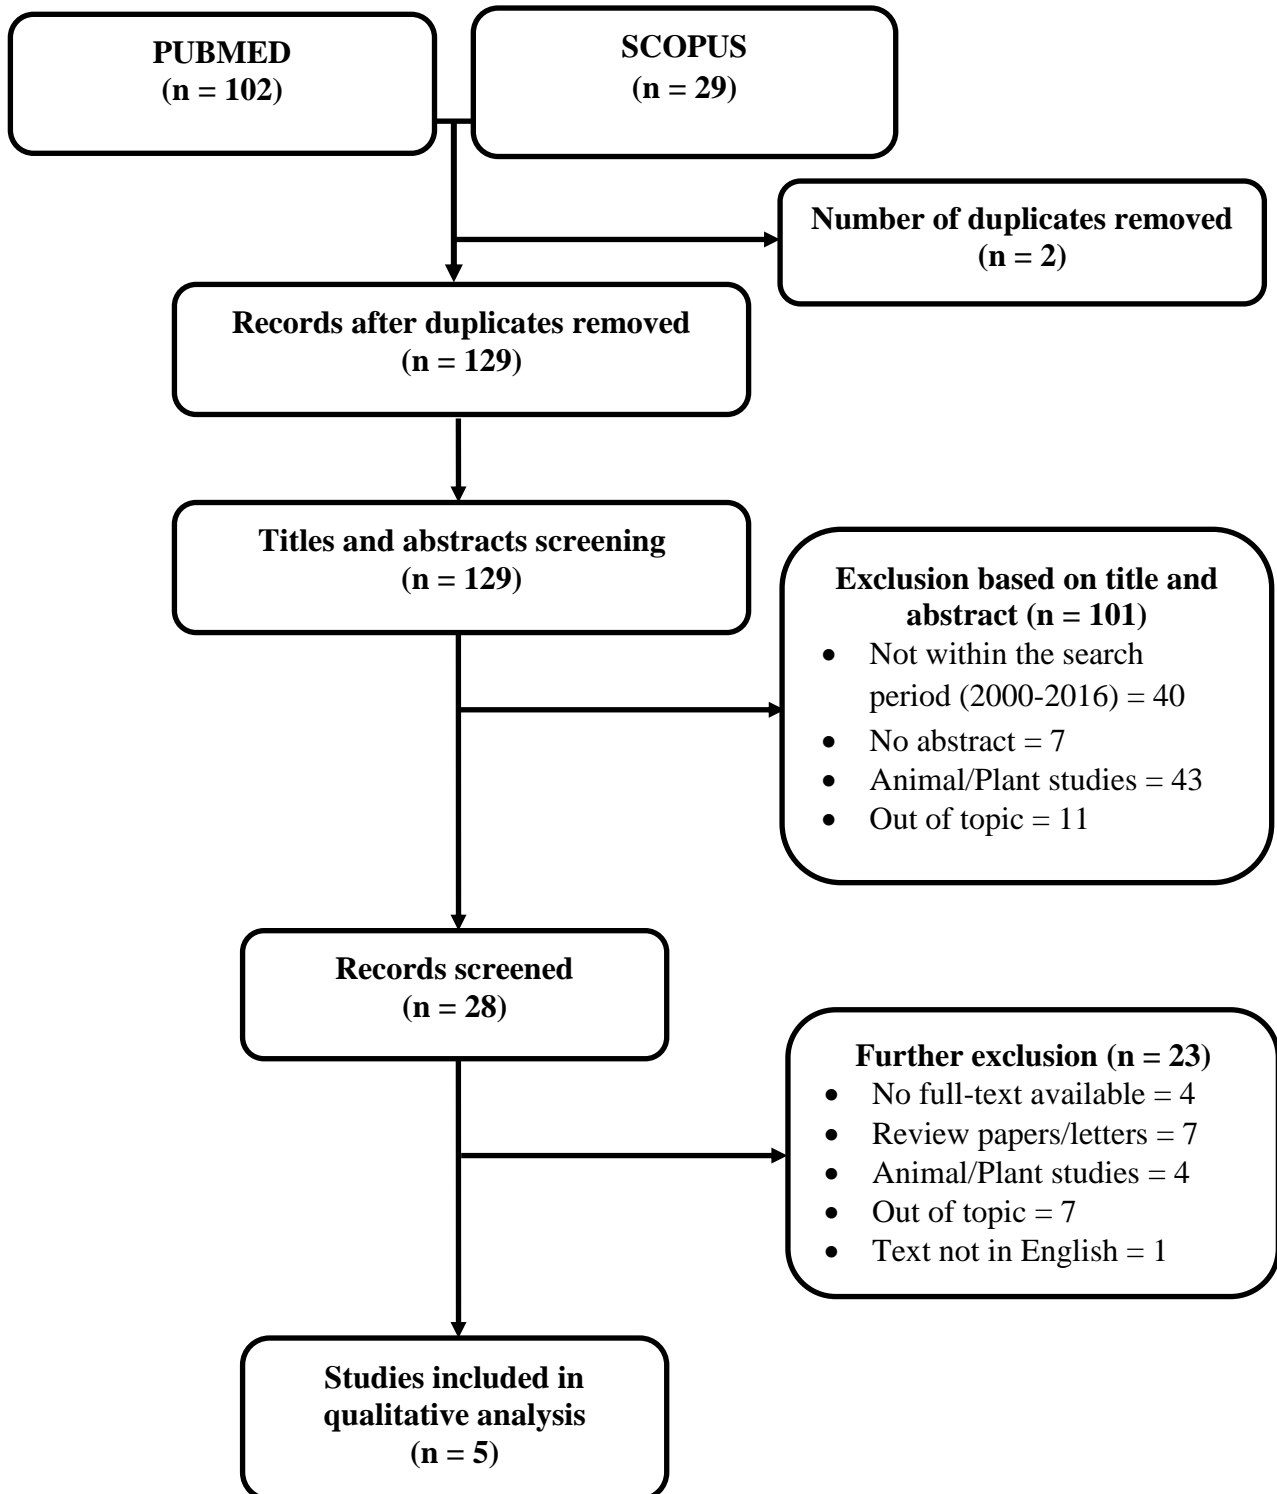 PUBMED
(n = 102)
SCOPUS
(n = 29)
Number of duplicates removed
(n = 2)
Records after duplicates removed
(n = 129)
Titles and abstracts screening
(n = 129)
Exclusion based on title and
abstract (n = 101)
• Not within the search
period (2000-2016) = 40
• No abstract = 7
• Animal/Plant studies = 43
• Out of topic = 11
Records screened
(n = 28)
Further exclusion (n = 23)
• No full-text available = 4
• Review papers/letters = 7
• Animal/Plant studies = 4
• Out of topic = 7
• Text not in English = 1
Studies included in
qualitative analysis
(n = 5)